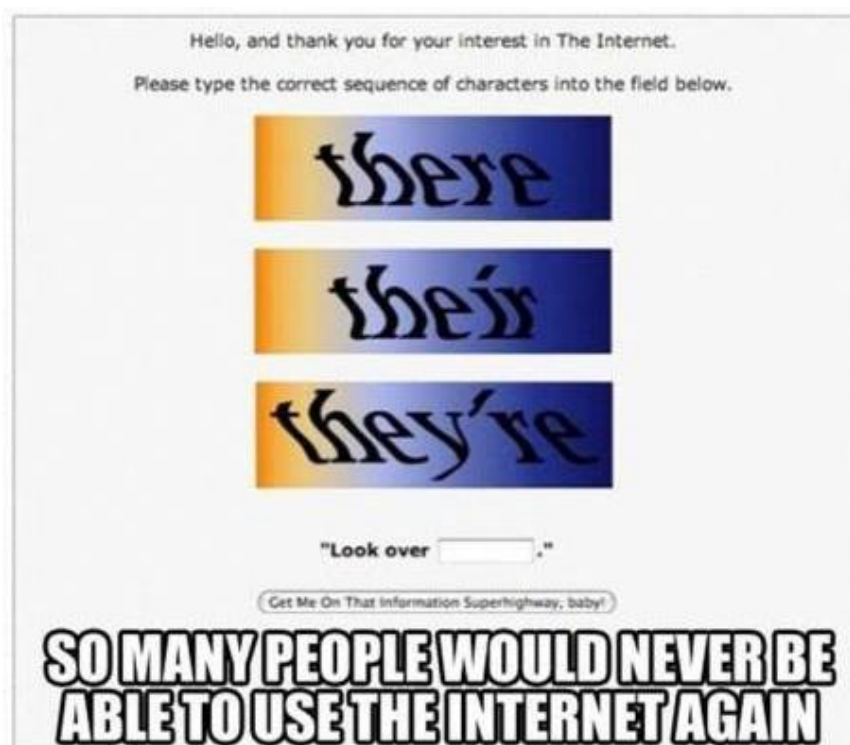 Hello, and thank you for your interest in The Internet.
Please type the correct sequence of characters into the field below.
there
their
they're
"Look over ."
Get Me On That Information Superhighway, baby!
SO MANY PEOPLE WOULD NEVER BE
ABLE TO USE THE INTERNET AGAIN